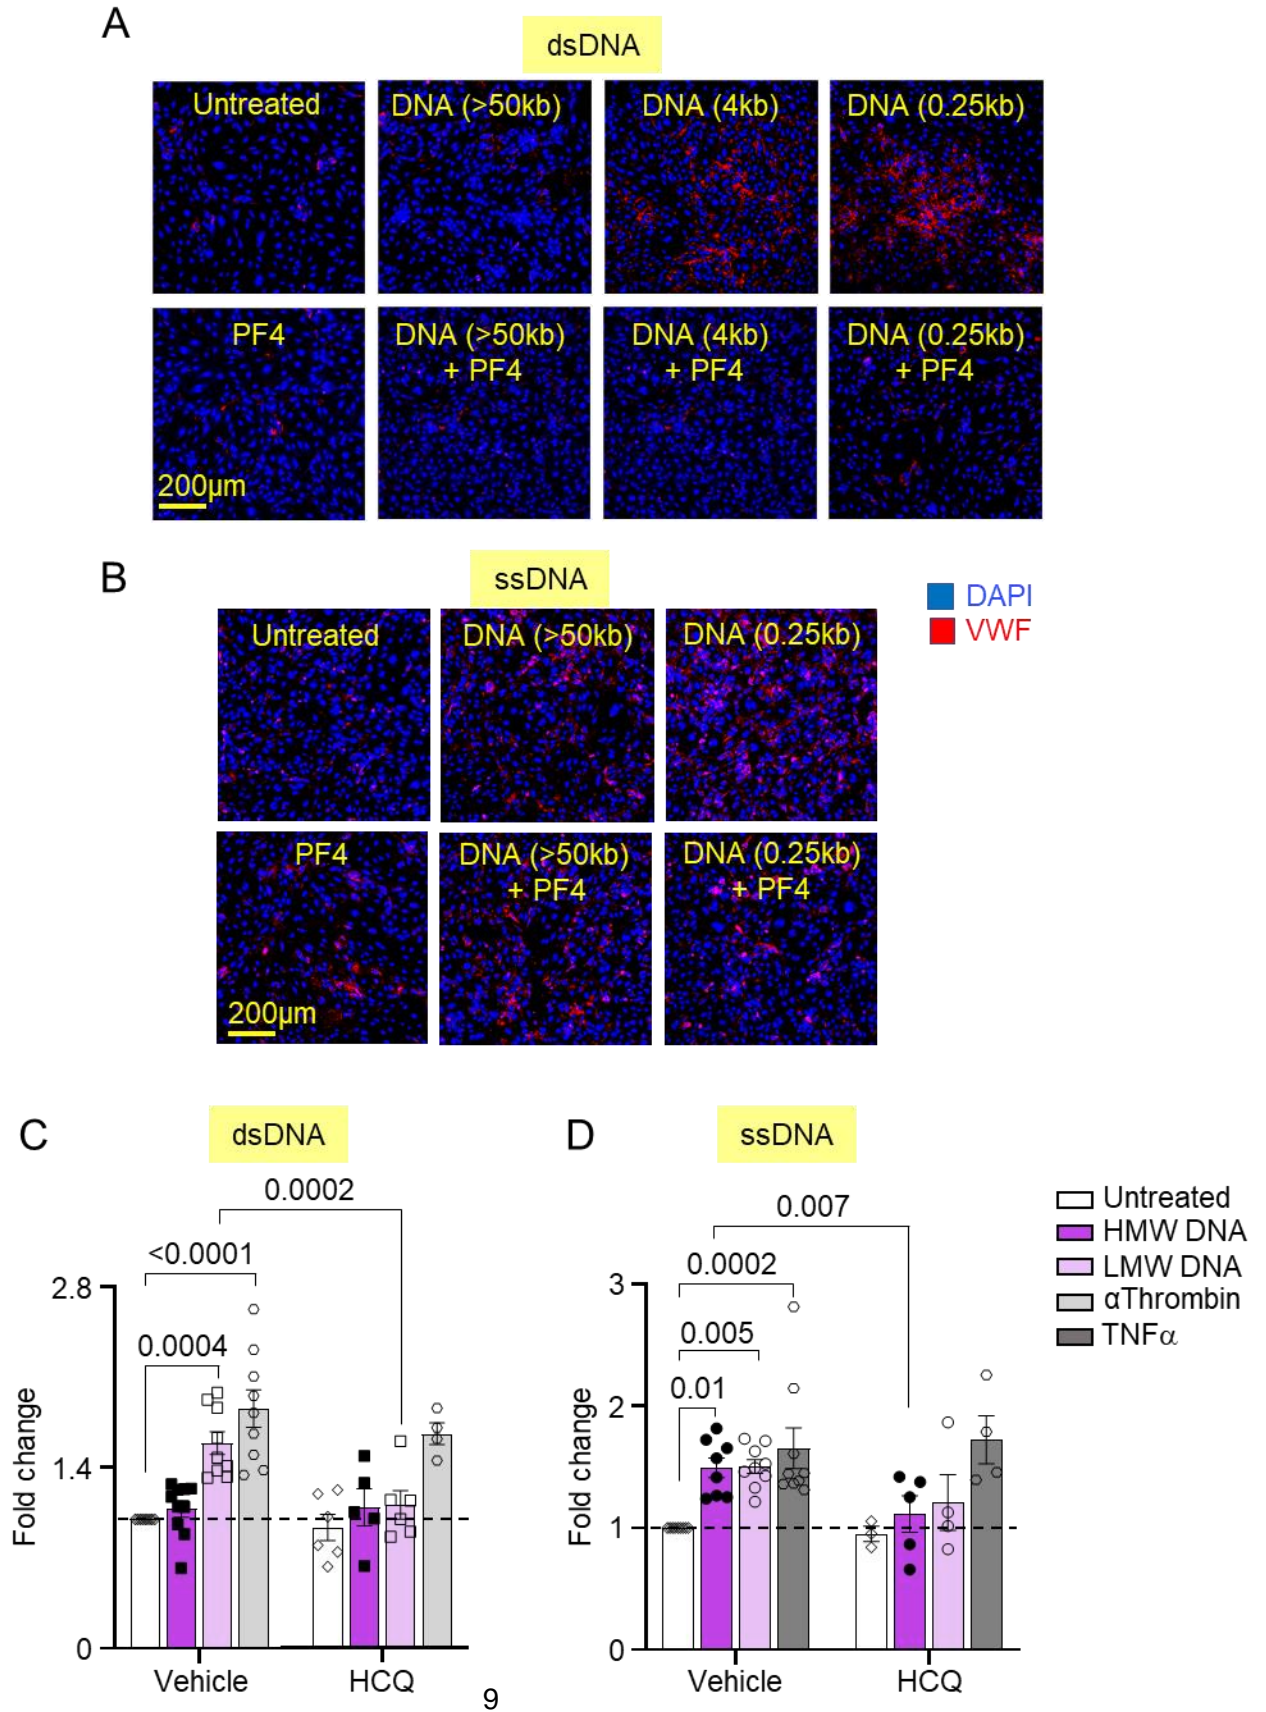 A
dsDNA
Untreated
DNA (>50kb)
DNA (4kb)
DNA (0.25kb)
PF4
DNA (>50kb)
+ PF4
DNA (4kb)
+ PF4
DNA (0.25kb)
+ PF4
200µm
B
ssDNA
DAPI
VWF
Untreated
DNA (>50kb)
DNA (0.25kb)
PF4
DNA (>50kb)
+ PF4
DNA (0.25kb)
+ PF4
200µm
C
dsDNA
0.0002
<0.0001
0.0004
2.8
1.4
0
Fold change
Vehicle
HCQ
D
ssDNA
0.007
0.0002
0.005
0.01
3
2
1
0
Fold change
Vehicle
HCQ
Untreated
HMW DNA
LMW DNA
αThrombin
TNFα
9